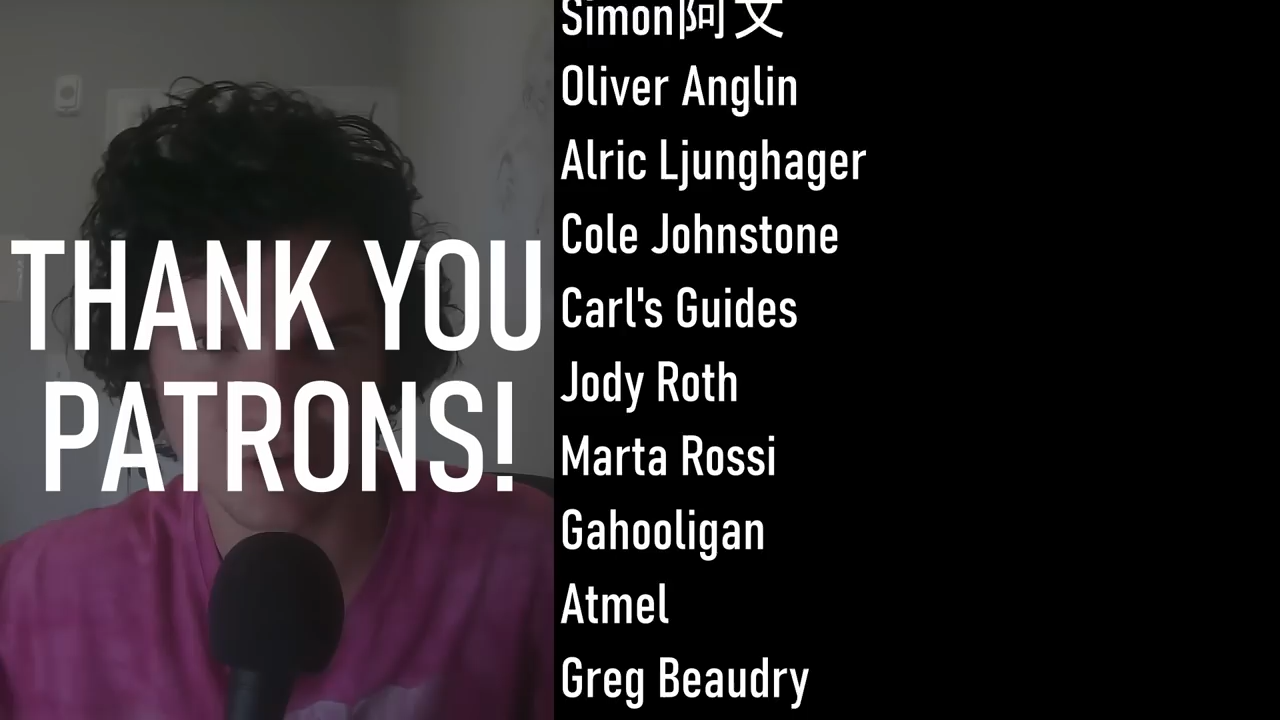 THANK YOU
PATRONS!
Simon阿文
Oliver Anglin
Alric Ljunghager
Cole Johnstone
Carl's Guides
Jody Roth
Marta Rossi
Gahooligan
Atmel
Greg Beaudry